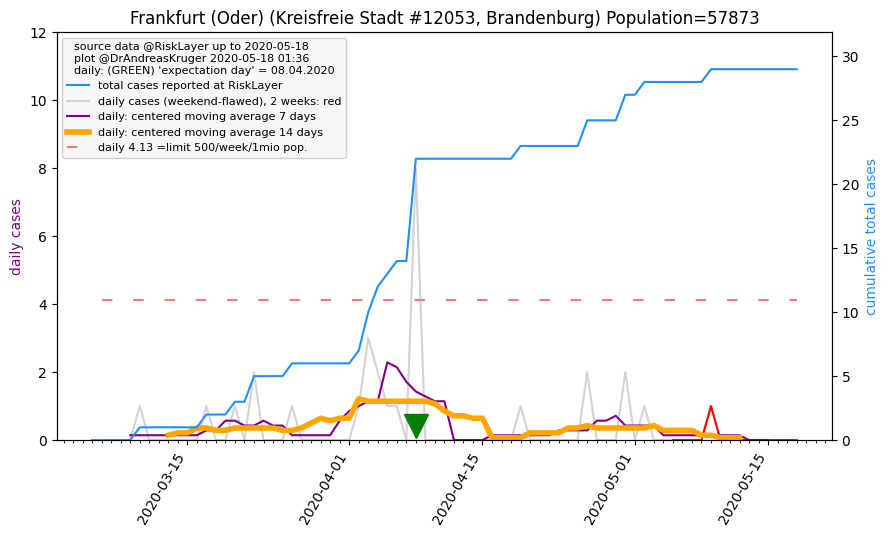 Frankfurt (Oder) (Kreisfreie Stadt #12053, Brandenburg) Population=57873
source data @RiskLayer up to 2020-05-18
plot @DrAndreasKruger 2020-05-18 01:36
daily: (GREEN) 'expectation day' = 08.04.2020
total cases reported at RiskLayer
daily cases (weekend-flawed), 2 weeks: red
daily: centered moving average 7 days
daily: centered moving average 14 days
daily 4.13 =limit 500/week/1mio pop.
daily cases
12
10
8
6
4
2
0
cumulative total cases
30
25
20
15
10
5
0
2020-03-15
2020-04-01
2020-04-15
2020-05-01
2020-05-15